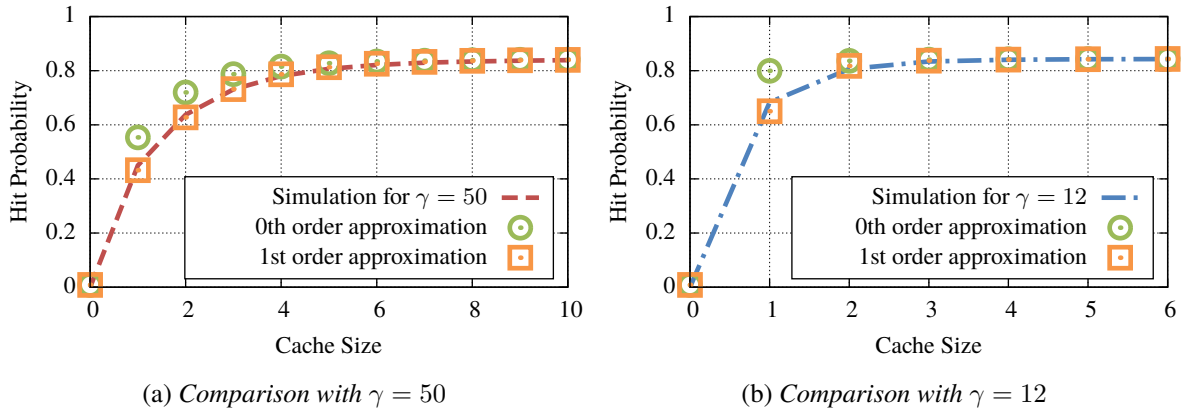 1
0.8
0.6
0.4
0.2
0
Hit Probability
0 2 4 6 8 10
Cache Size
Simulation for γ = 50
0th order approximation
1st order approximation
(a) Comparison with γ = 50
1
0.8
0.6
0.4
0.2
0
Hit Probability
0 1 2 3 4 5 6
Cache Size
Simulation for γ = 12
0th order approximation
1st order approximation
(b) Comparison with γ = 12